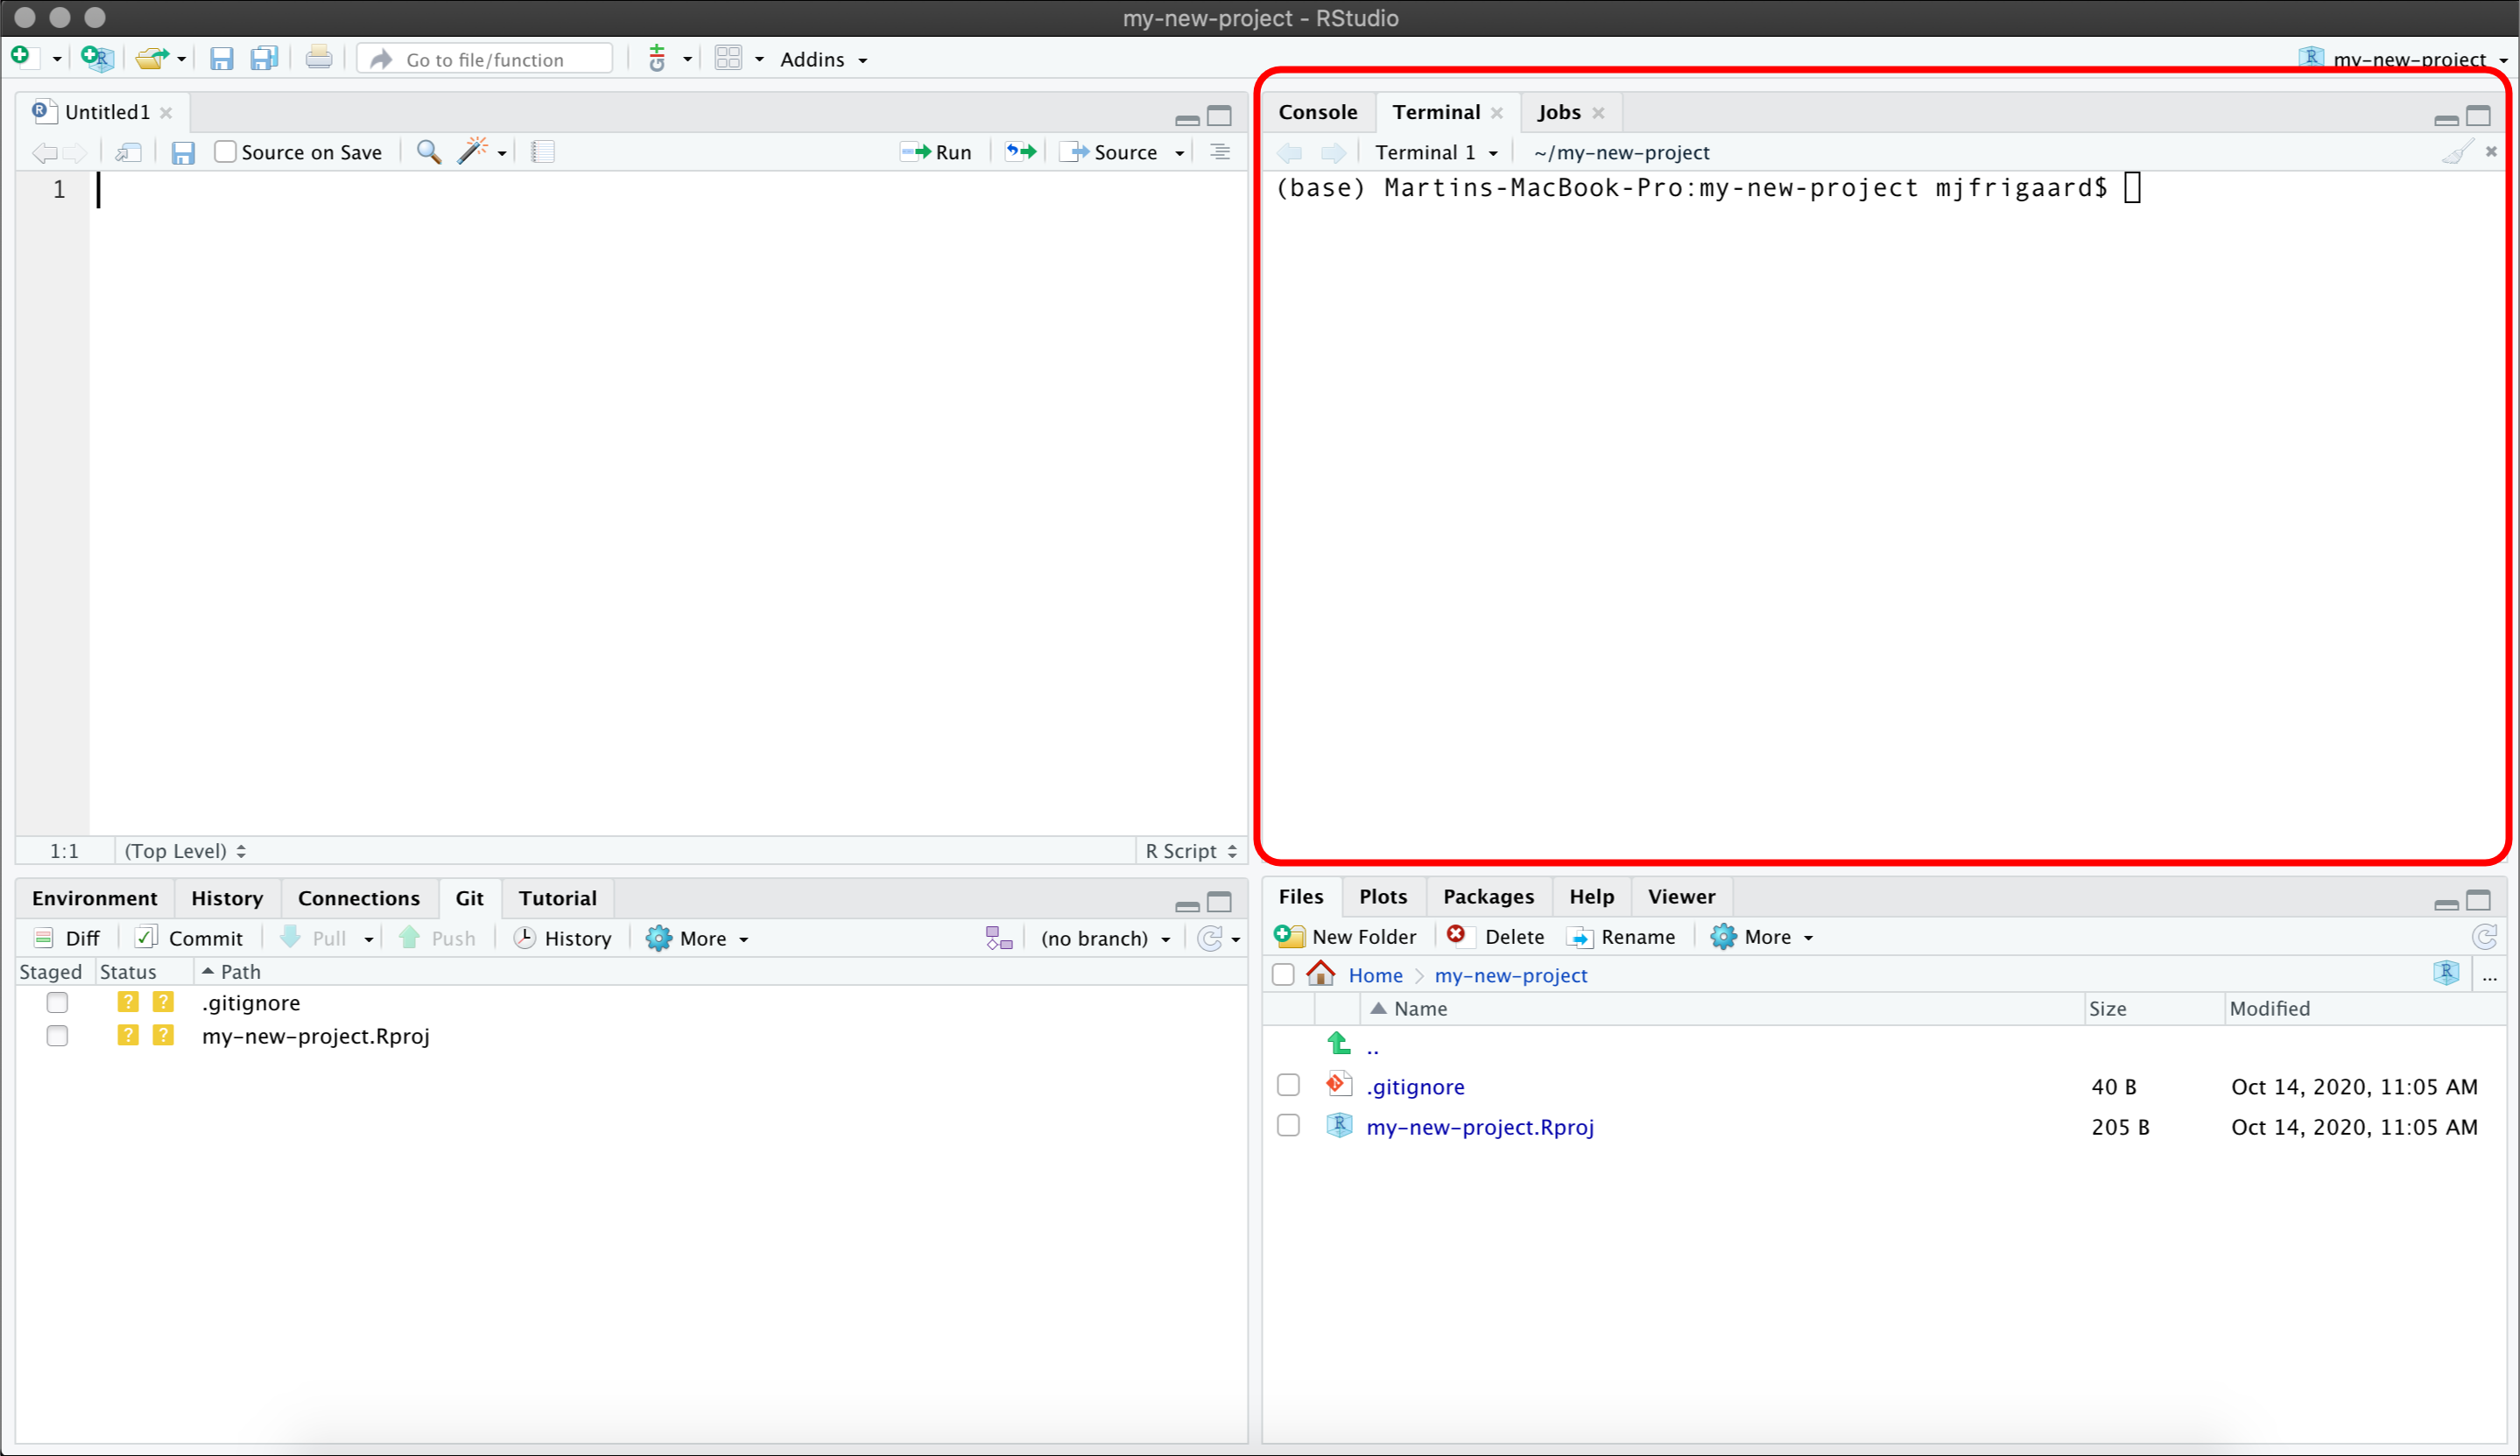 my-new-project - RStudio
Go to file/function
Addins
my-new-project
Untitled1
Source on Save
Run
Source
1
1:1
(Top Level)
R Script
Console
Terminal
Jobs
Terminal 1
~/my-new-project
(base) Martins-MacBook-Pro:my-new-project mjfrigaard$
Environment
History
Connections
Git
Tutorial
Diff
Commit
Pull
Push
History
More
(no branch)
Staged
Status
Path
? ? .gitignore
? ? my-new-project.Rproj
Files
Plots
Packages
Help
Viewer
New Folder
Delete
Rename
More
Home
my-new-project
...
Name
Size
Modified
..
.gitignore 40 B Oct 14, 2020, 11:05 AM
my-new-project.Rproj 205 B Oct 14, 2020, 11:05 AM